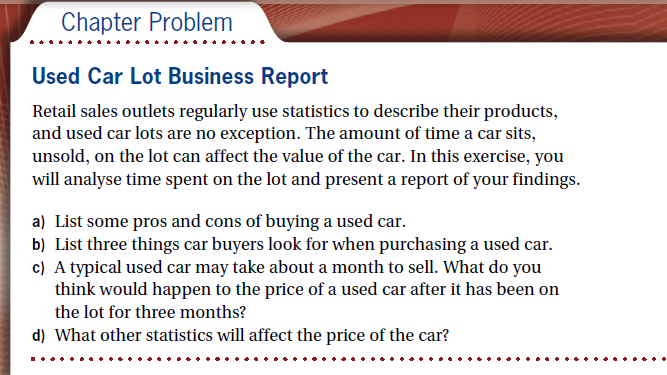 Chapter Problem
Used Car Lot Business Report
Retail sales outlets regularly use statistics to describe their products,
and used car lots are no exception. The amount of time a car sits,
unsold, on the lot can affect the value of the car. In this exercise, you
will analyse time spent on the lot and present a report of your findings.
a) List some pros and cons of buying a used car.
b) List three things car buyers look for when purchasing a used car.
c) A typical used car may take about a month to sell. What do you
think would happen to the price of a used car after it has been on
the lot for three months?
d) What other statistics will affect the price of the car?